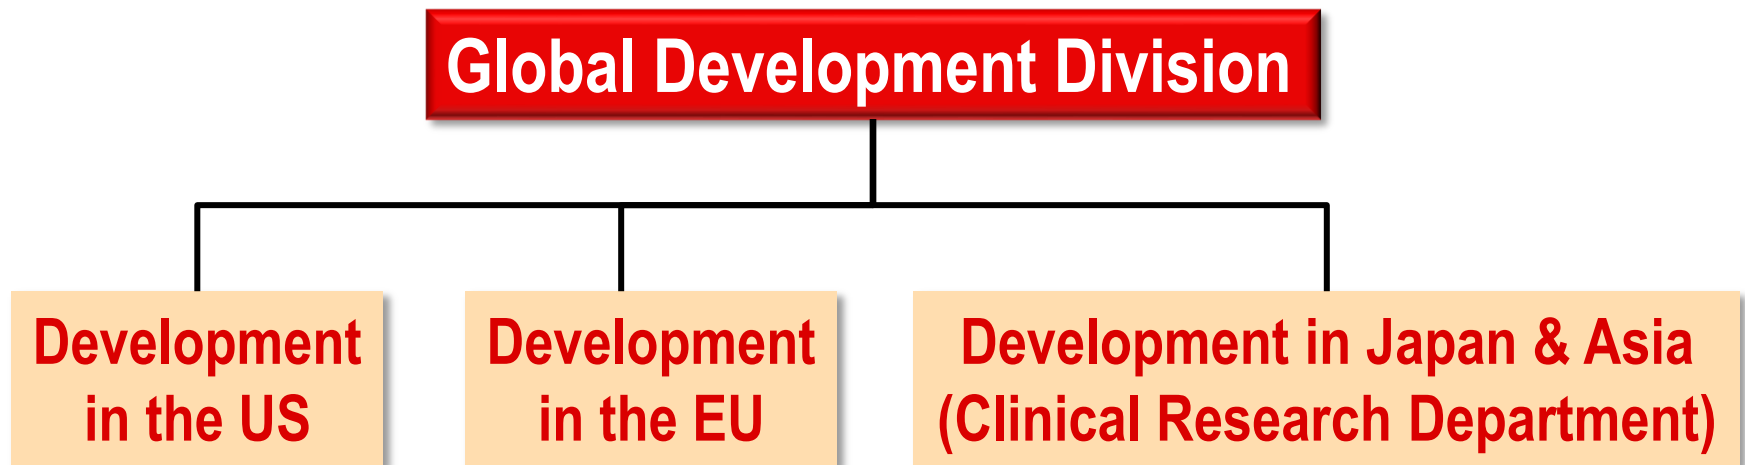 Global Development Division
Development
in the US
Development
in the EU
Development in Japan & Asia
(Clinical Research Department)